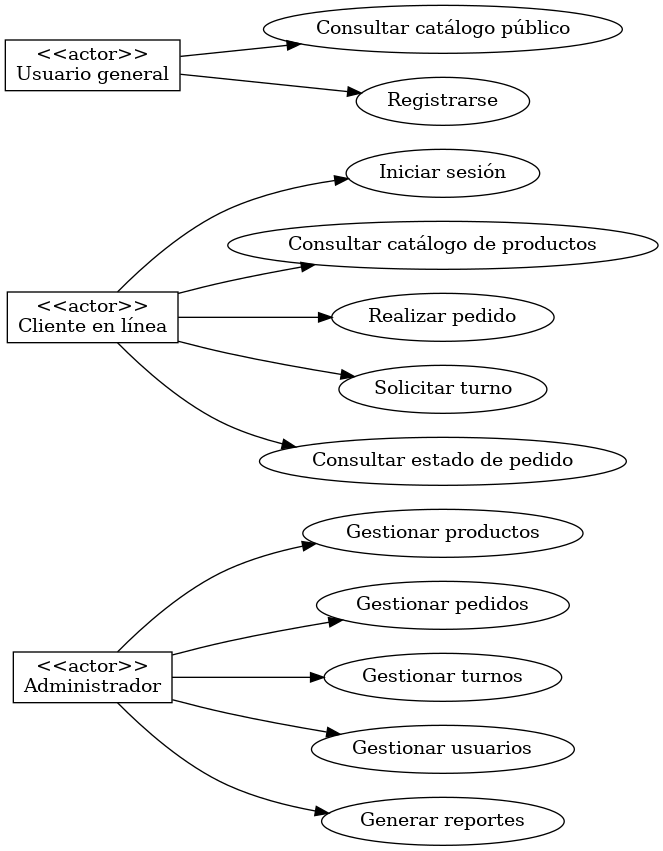 <<actor>>
Usuario general
Consultar catálogo público
Registrarse
<<actor>>
Cliente en línea
Iniciar sesión
Consultar catálogo de productos
Realizar pedido
Solicitar turno
Consultar estado de pedido
<<actor>>
Administrador
Gestionar productos
Gestionar pedidos
Gestionar turnos
Gestionar usuarios
Generar reportes